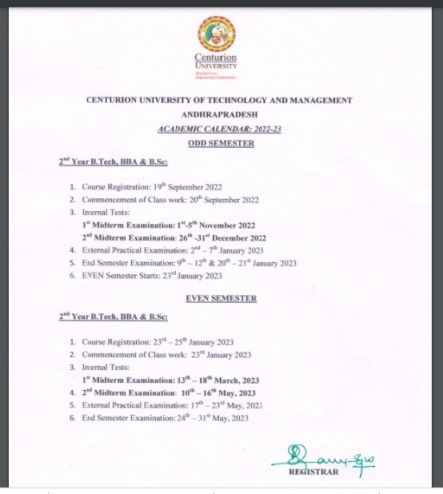 Centurion
UNIVERSITY
CENTURION UNIVERSITY OF TECHNOLOGY AND MANAGEMENT
ANDHRAPRADESH
ACADEMIC CALENDAR: 2022-23
ODD SEMESTER
2nd Year B.Tech, BBA & B.Sc:
1. Course Registration: 19th September 2022
2. Commencement of Class work: 20th September 2022
3. Internal Tests:
1st Midterm Examination: 1st-5th November 2022
2nd Midterm Examination: 26th -31st December 2022
4. External Practical Examination: 2nd – 7th January 2023
5. End Semester Examination: 9th – 12th & 20th – 21st January 2023
6. EVEN Semester Starts: 23rd January 2023
EVEN SEMESTER
2nd Year B.Tech, BBA & B.Sc:
1. Course Registration: 23rd – 25th January 2023
2. Commencement of Class work: 23rd January 2023
3. Internal Tests:
1st Midterm Examination: 13th – 18th March, 2023
4. 2nd Midterm Examination: 10th – 16th May, 2023
5. External Practical Examination: 17th – 23rd May, 2023
6. End Semester Examination: 24th – 31st May, 2023
REGISTRAR